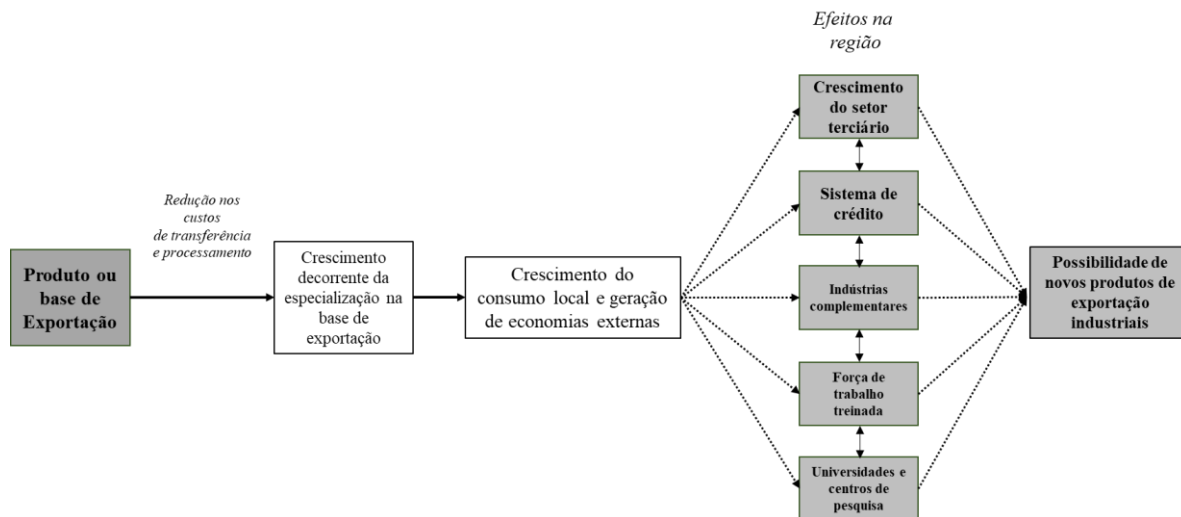 Efeitos na
região
Crescimento
do setor
terciário
Redução nos
custos
de transferência
e processamento
Sistema de
crédito
Produto ou
base de
Exportação
Crescimento
decorrente da
especialização na
base de
exportação
Crescimento do
consumo local e geração
de economias externas
Indústrias
complementares
Possibilidade de
novos produtos de
exportação
industriais
Força de
trabalho
treinada
Universidades e
centros de
pesquisa